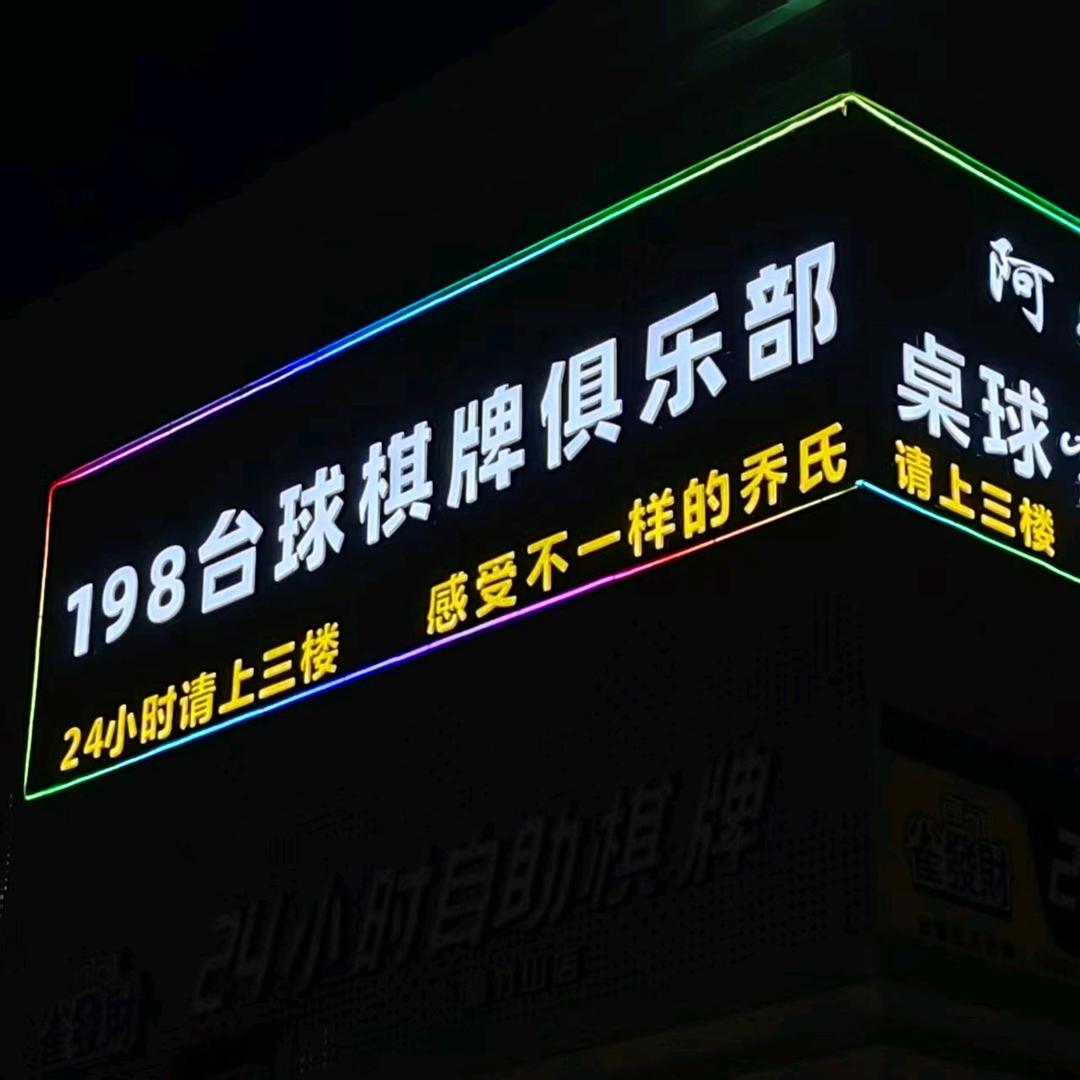 198台球棋牌俱乐部
24小时请上三楼 感受不一样的乔氏
阿
桌球
请上三楼
24小时自助棋牌
發財